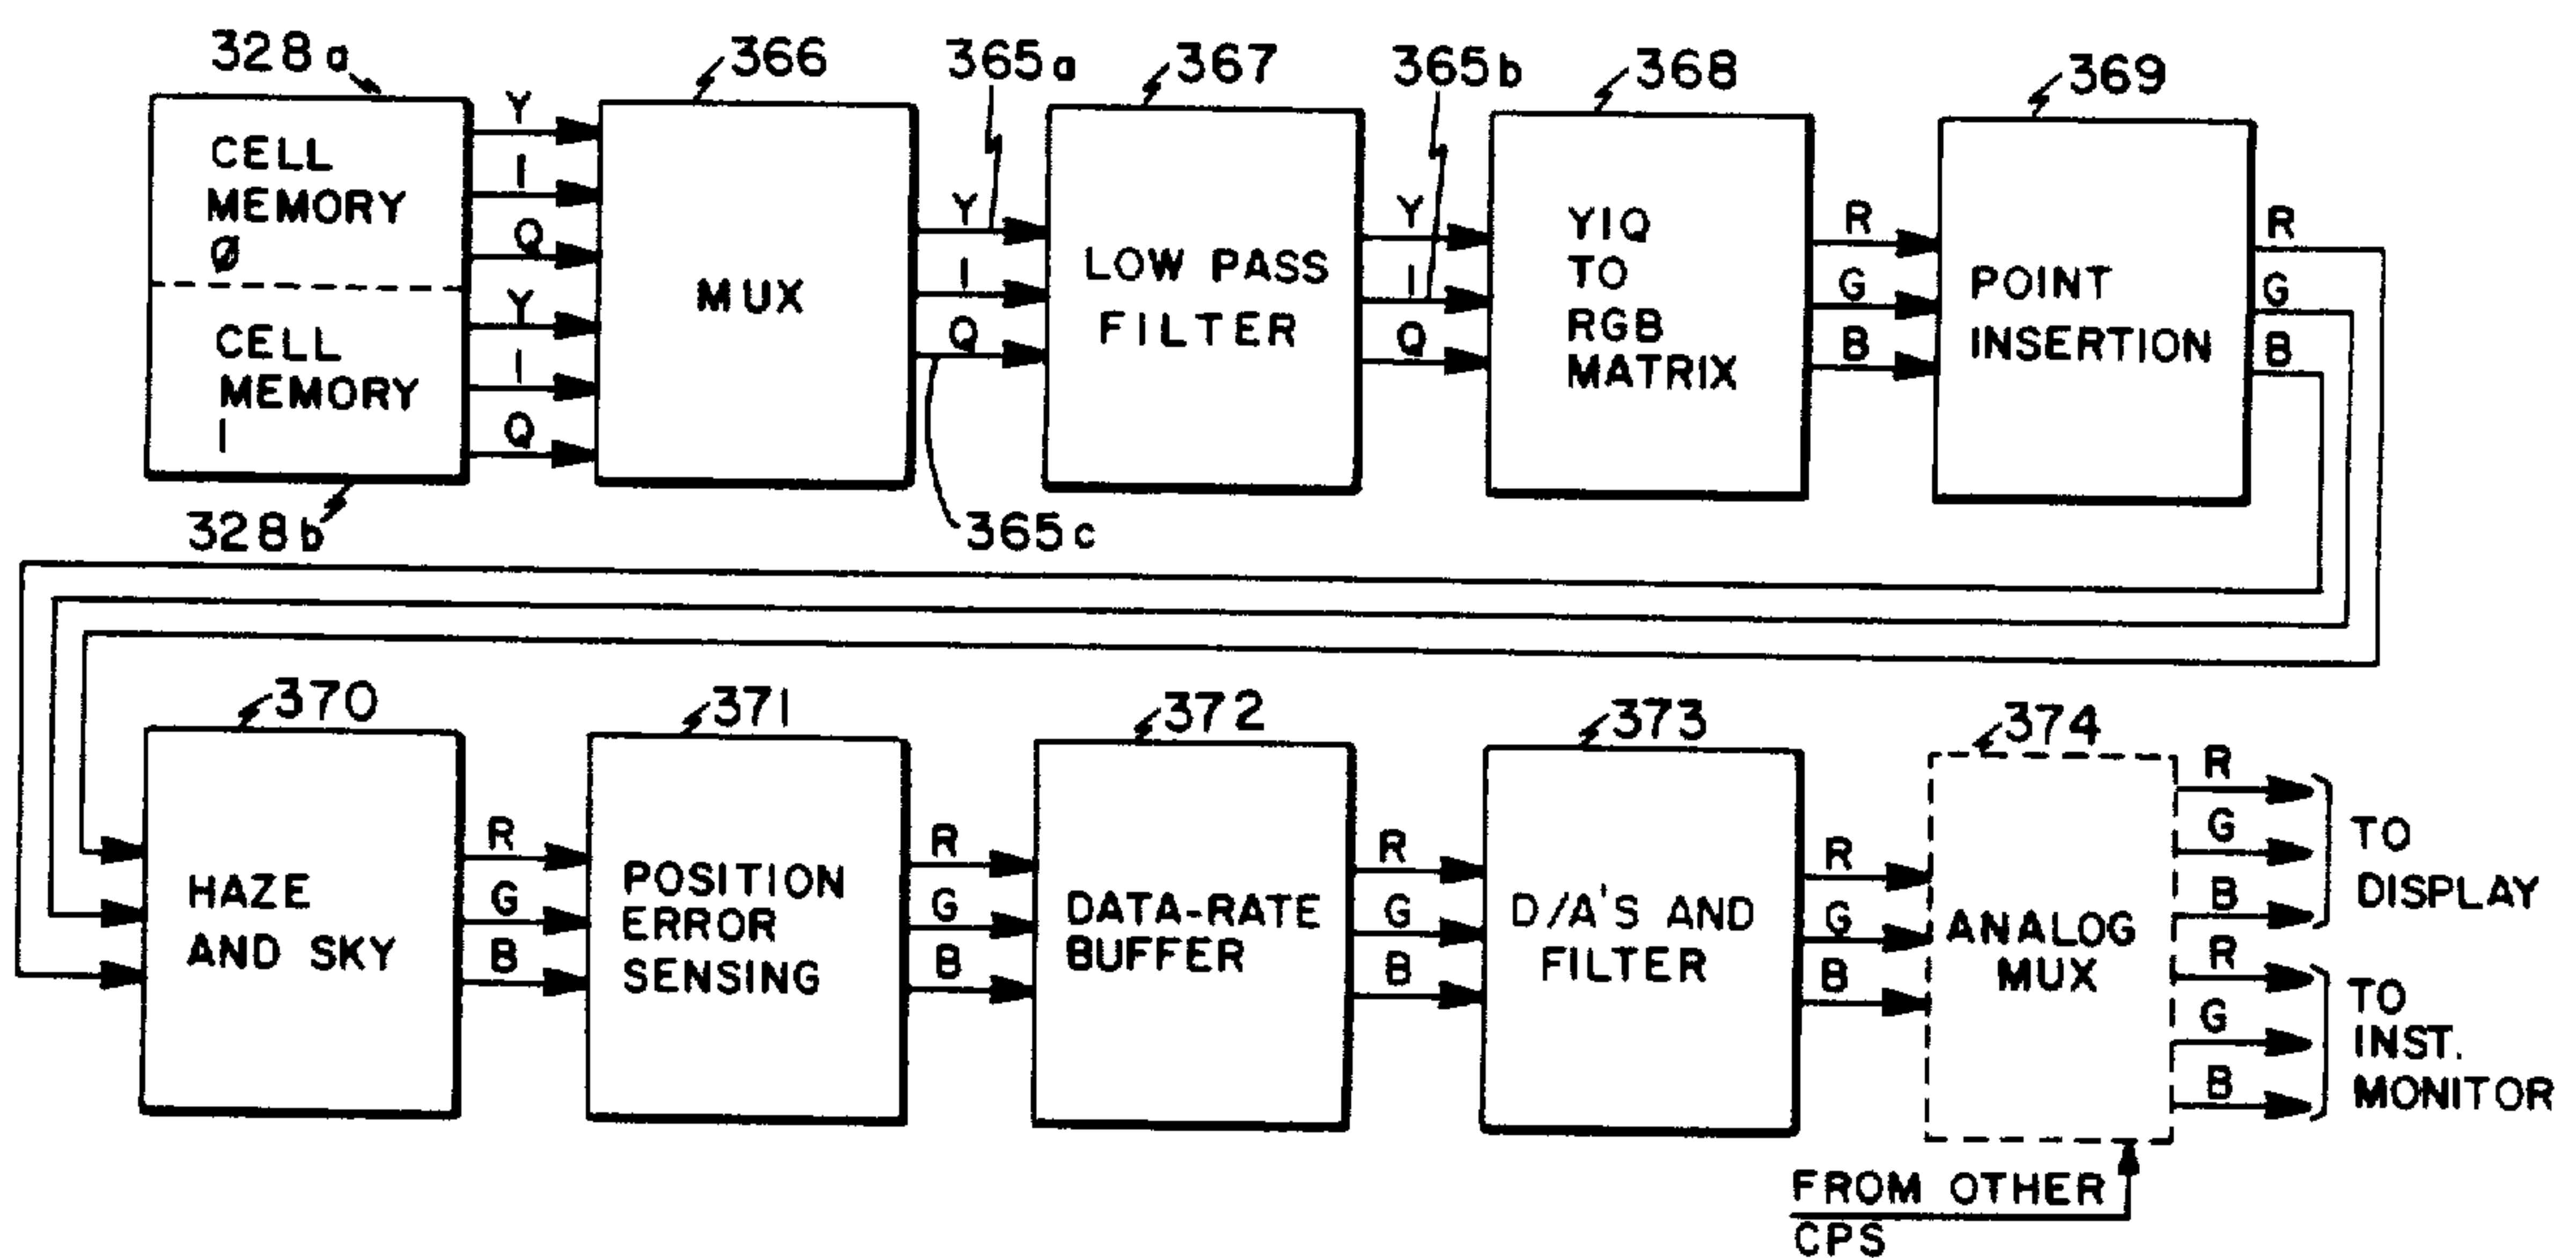 328a
366
365a
367
365b
368
369
CELL
MEMORY
Ø
CELL
MEMORY
1
328b
Y
I
Q
Y
I
Q
MUX
Y
I
Q
365c
LOW PASS
FILTER
Y
I
Q
YIQ
TO
RGB
MATRIX
R
G
B
POINT
INSERTION
R
G
B
370
371
372
373
374
HAZE
AND SKY
R
G
B
POSITION
ERROR
SENSING
R
G
B
DATA-RATE
BUFFER
R
G
B
D/A'S AND
FILTER
R
G
B
ANALOG
MUX
R
G
B
TO
DISPLAY
R
G
B
TO
INST.
MONITOR
FROM OTHER
CPS